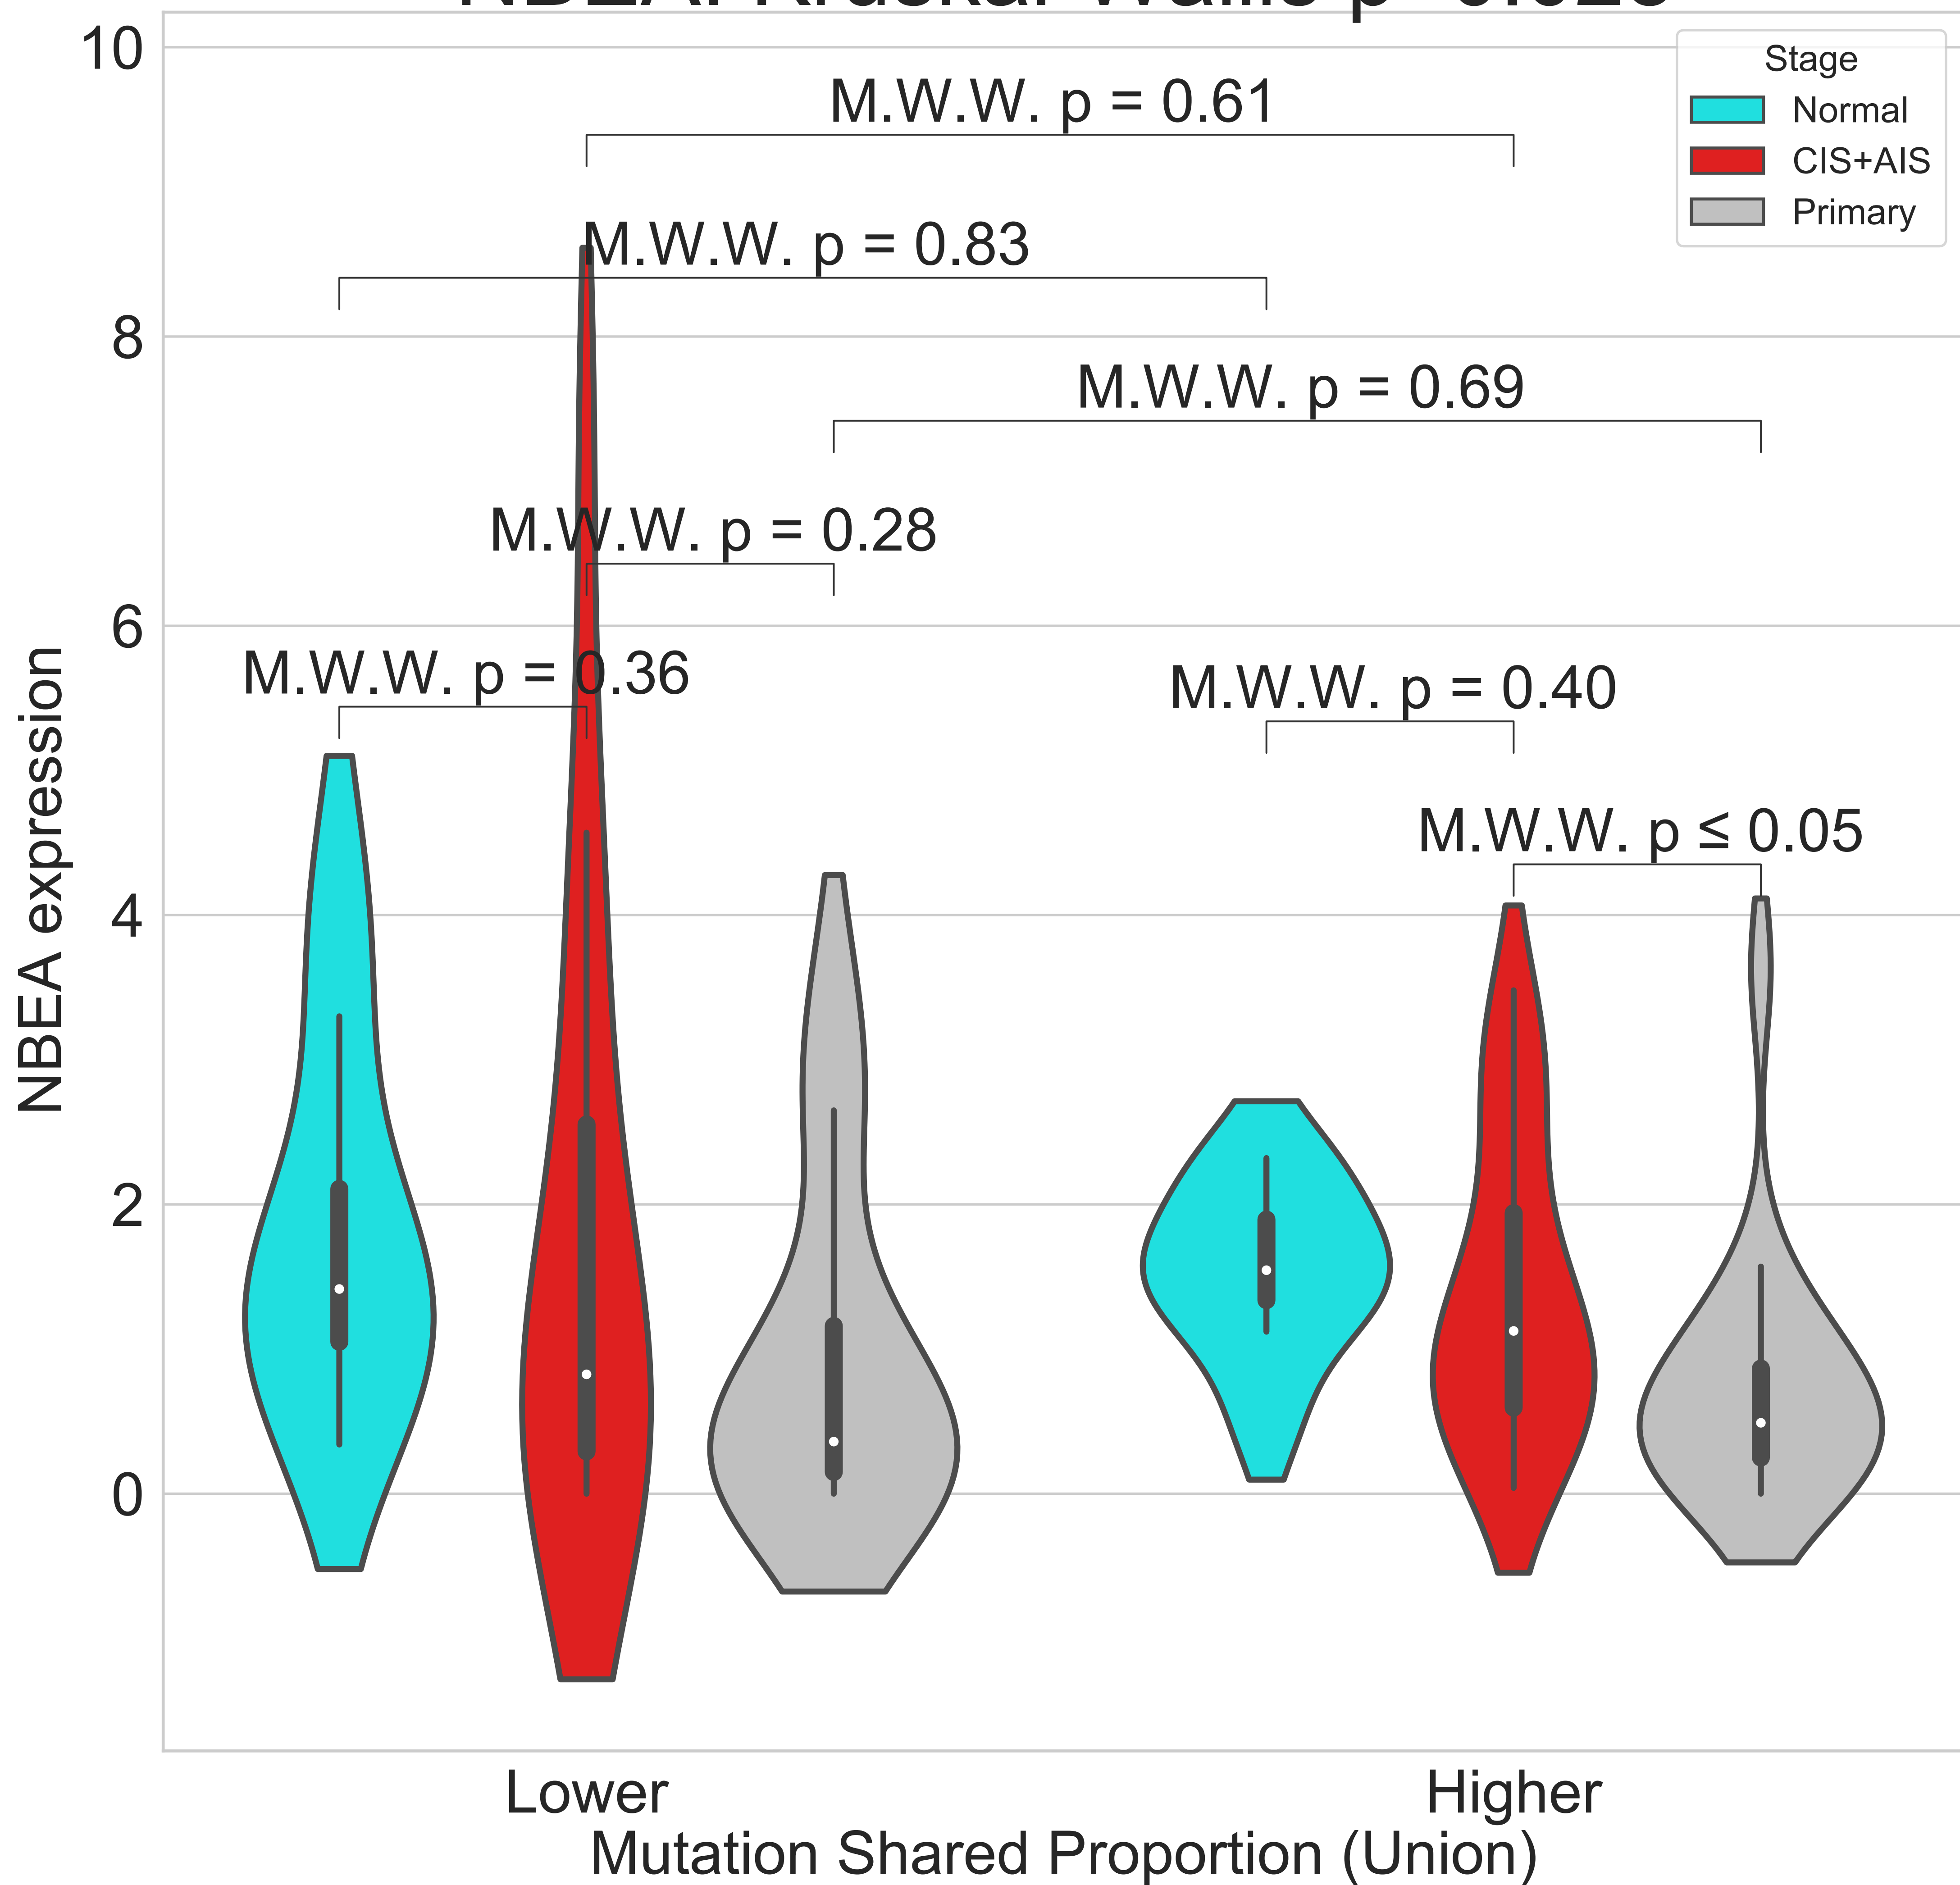 10
M.W.W. p = 0.61
Stage
Normal
CIS+AIS
Primary
M.W.W. p = 0.83
8
M.W.W. p = 0.69
M.W.W. p = 0.28
6
M.W.W. p = 0.36
M.W.W. p = 0.40
M.W.W. p ≤ 0.05
4
2
0
NBEA expression
Lower
Higher
Mutation Shared Proportion (Union)